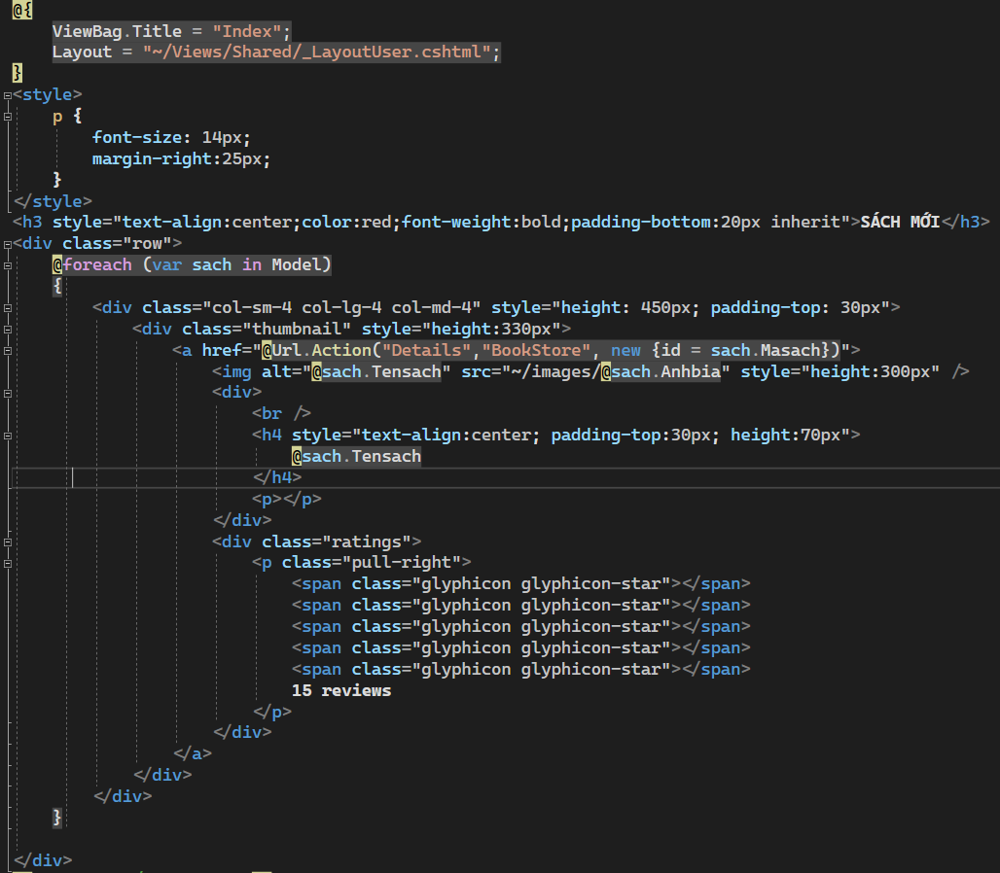 @{
    ViewBag.Title = "Index";
    Layout = "~/Views/Shared/_LayoutUser.cshtml";
}
<style>
    p {
        font-size: 14px;
        margin-right:25px;
    }
</style>
<h3 style="text-align:center;color:red;font-weight:bold;padding-bottom:20px inherit">SÁCH MỚI</h3>
<div class="row">
    @foreach (var sach in Model)
    {
        <div class="col-sm-4 col-lg-4 col-md-4" style="height: 450px; padding-top: 30px">
            <div class="thumbnail" style="height:330px">
                <a href="@Url.Action("Details","BookStore", new {id = sach.Masach})">
                    <img alt="@sach.Tensach" src="~/images/@sach.Anhbia" style="height:300px" />
                    <div>
                        <br />
                        <h4 style="text-align:center; padding-top:30px; height:70px">
                            @sach.Tensach
                        </h4>
                        <p></p>
                    </div>
                    <div class="ratings">
                        <p class="pull-right">
                            <span class="glyphicon glyphicon-star"></span>
                            <span class="glyphicon glyphicon-star"></span>
                            <span class="glyphicon glyphicon-star"></span>
                            <span class="glyphicon glyphicon-star"></span>
                            <span class="glyphicon glyphicon-star"></span>
                            15 reviews
                        </p>
                    </div>
                </a>
            </div>
        </div>
    }
</div>